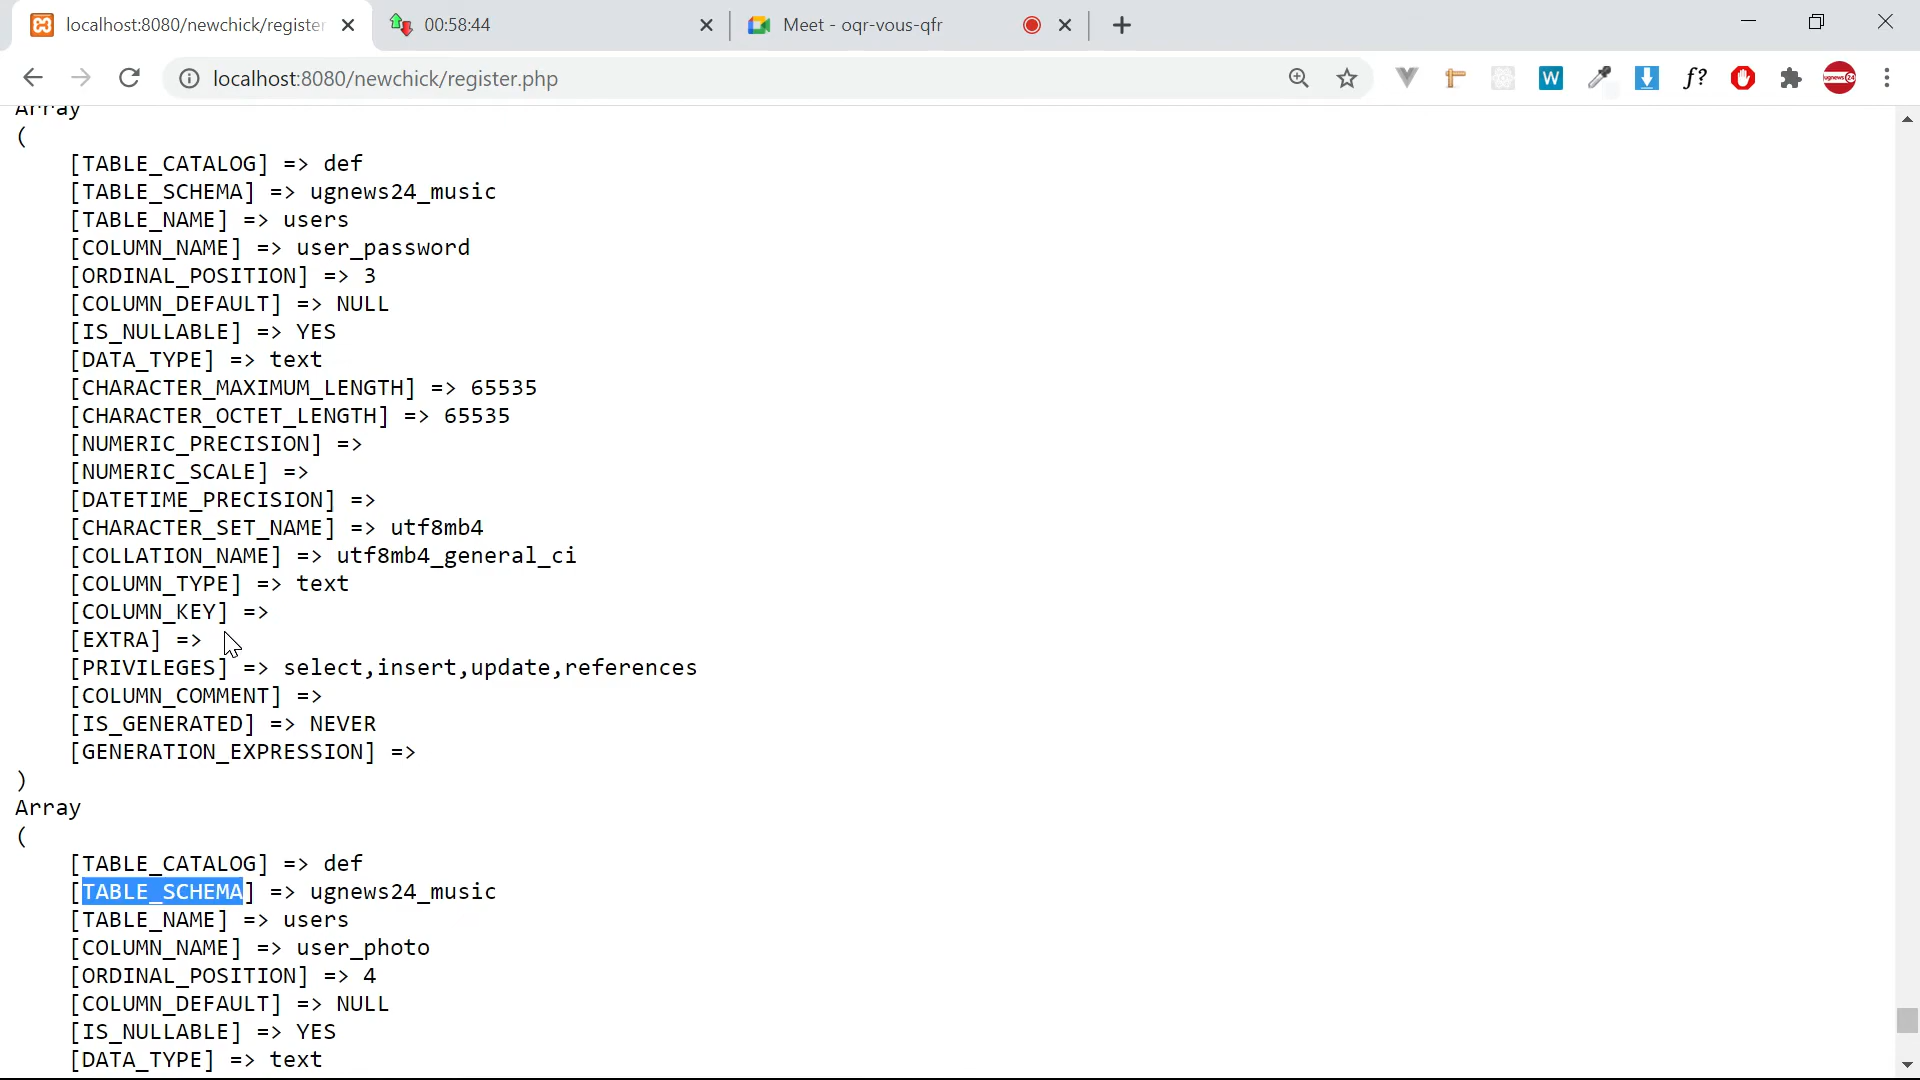 localhost:8080/newchick/register
00:58:44
Meet - oqr-vous-qfr
localhost:8080/newchick/register.php
W
f?
ugnews24
Array
(
[TABLE_CATALOG] => def
[TABLE_SCHEMA] => ugnews24_music
[TABLE_NAME] => users
[COLUMN_NAME] => user_password
[ORDINAL_POSITION] => 3
[COLUMN_DEFAULT] => NULL
[IS_NULLABLE] => YES
[DATA_TYPE] => text
[CHARACTER_MAXIMUM_LENGTH] => 65535
[CHARACTER_OCTET_LENGTH] => 65535
[NUMERIC_PRECISION] =>
[NUMERIC_SCALE] =>
[DATETIME_PRECISION] =>
[CHARACTER_SET_NAME] => utf8mb4
[COLLATION_NAME] => utf8mb4_general_ci
[COLUMN_TYPE] => text
[COLUMN_KEY] =>
[EXTRA] =>
[PRIVILEGES] => select,insert,update,references
[COLUMN_COMMENT] =>
[IS_GENERATED] => NEVER
[GENERATION_EXPRESSION] =>
)
Array
(
[TABLE_CATALOG] => def
[TABLE_SCHEMA] => ugnews24_music
[TABLE_NAME] => users
[COLUMN_NAME] => user_photo
[ORDINAL_POSITION] => 4
[COLUMN_DEFAULT] => NULL
[IS_NULLABLE] => YES
[DATA_TYPE] => text